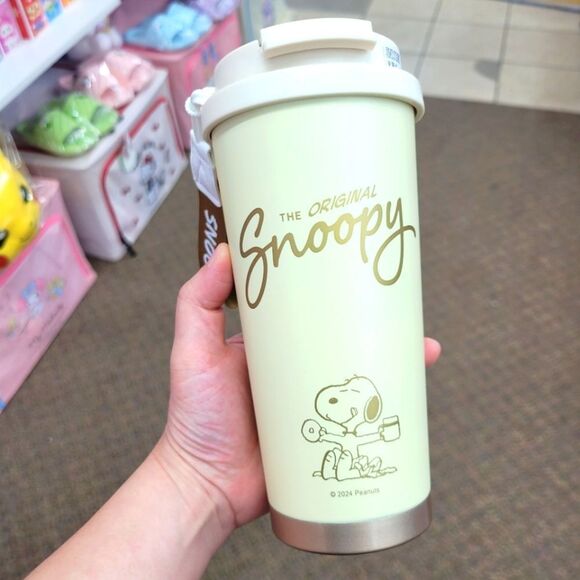 THE ORIGINAL
Snoopy
© 2024 Peanuts